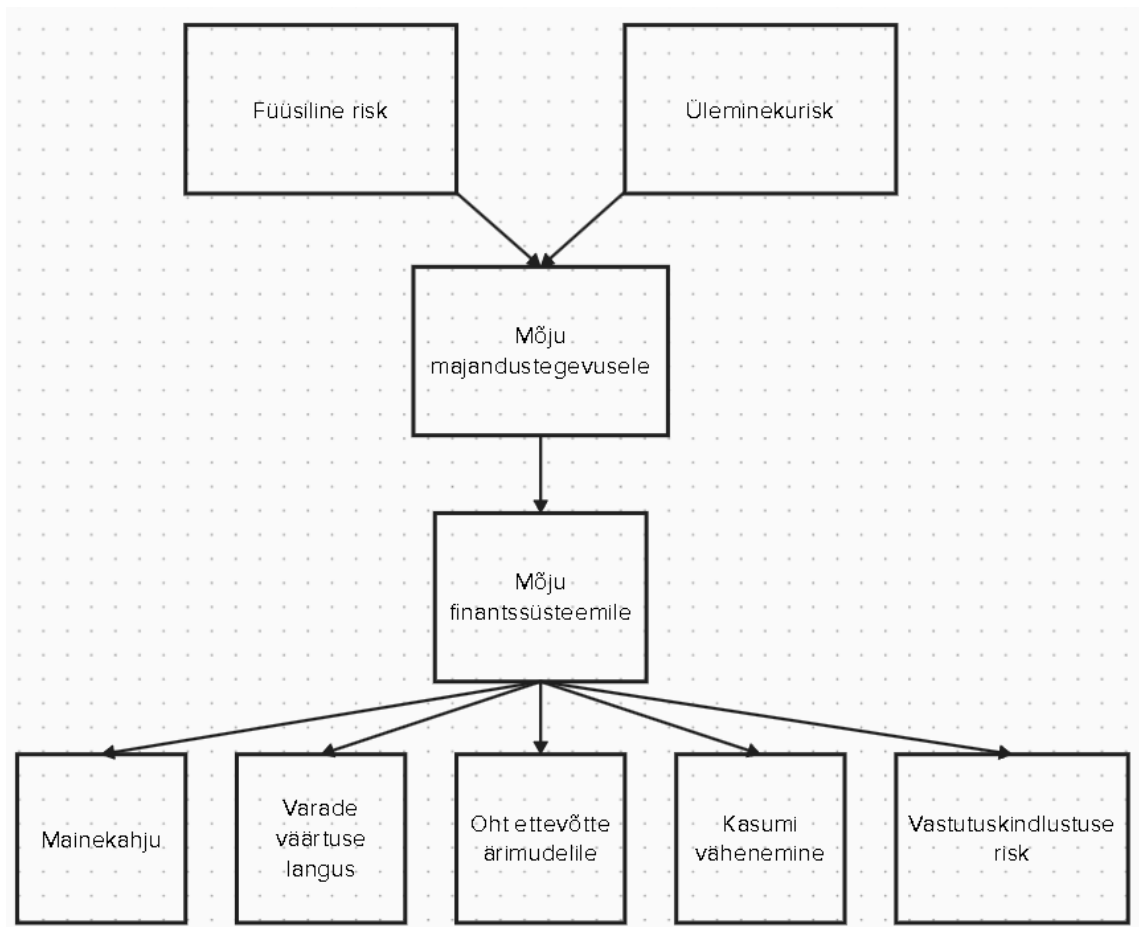 Füüsiline risk
Üleminekurisk
Mõju
majandustegevusele
Mõju
finantssüsteemile
Mainekahju
Varade
väärtuse
langus
Oht ettevõtte
ärimudelile
Kasumi
vähenemine
Vastutuskindlustuse
risk